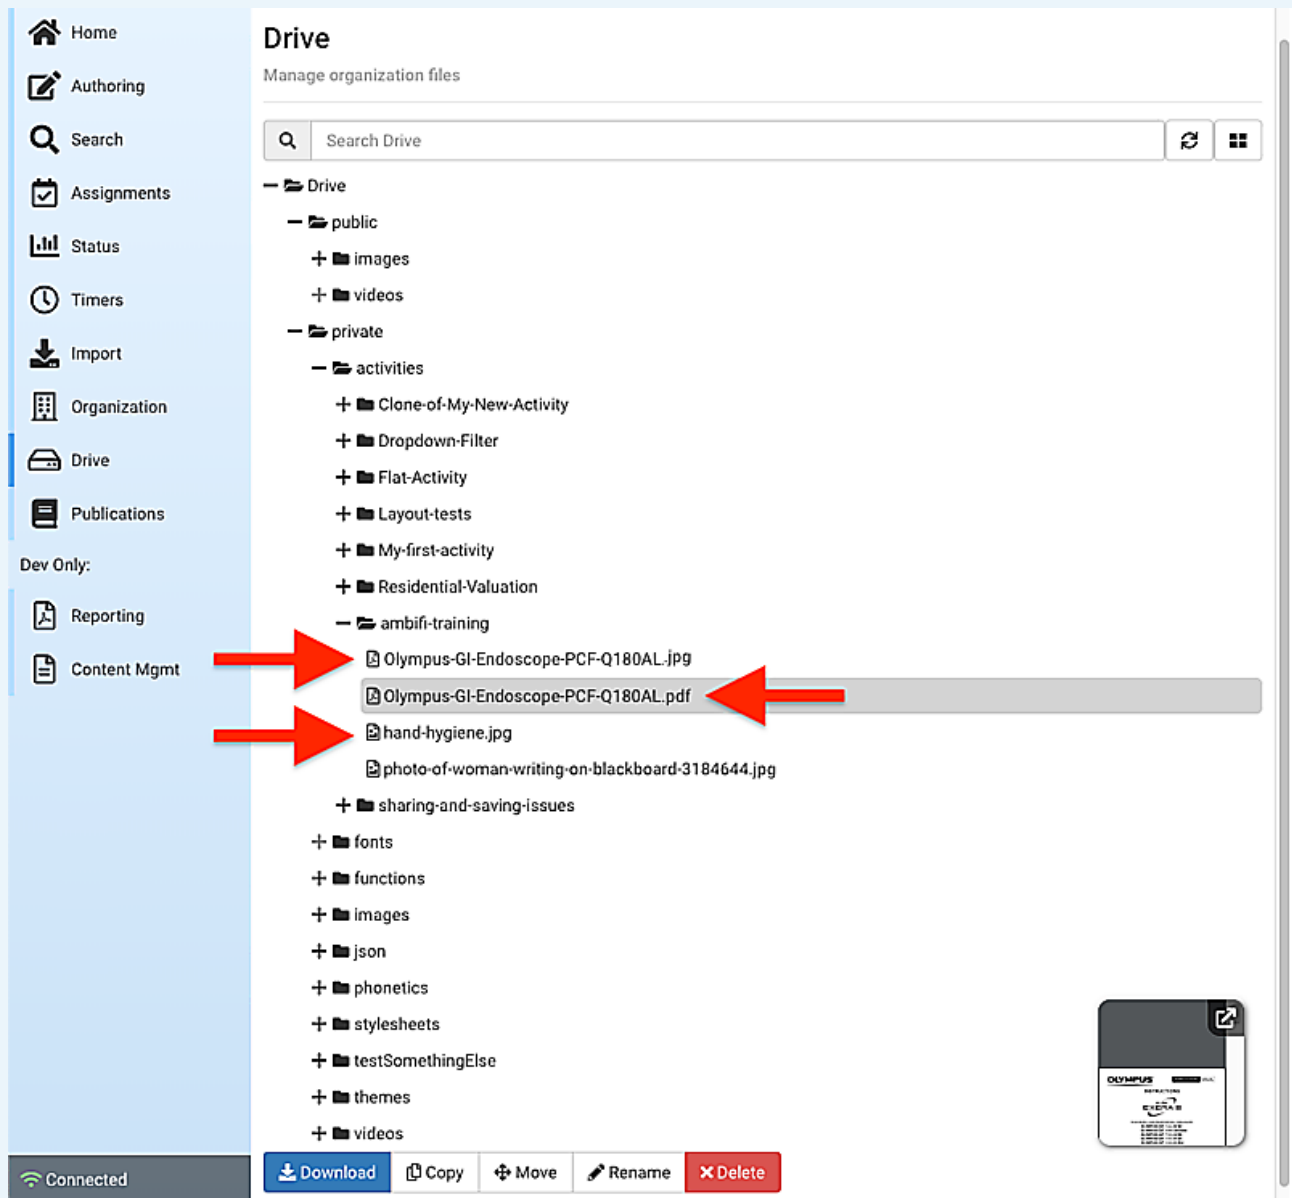 Home
Authoring
Search
Assignments
Status
Timers
Import
Organization
Drive
Publications
Dev Only:
Reporting
Content Mgmt
Connected
Drive
Manage organization files
Search Drive
Drive
public
images
videos
private
activities
Clone-of-My-New-Activity
Dropdown-Filter
Flat-Activity
Layout-tests
My-first-activity
Residential-Valuation
ambifi-training
Olympus-GI-Endoscope-PCF-Q180AL.jpg
Olympus-GI-Endoscope-PCF-Q180AL.pdf
hand-hygiene.jpg
photo-of-woman-writing-on-blackboard-3184644.jpg
sharing-and-saving-issues
fonts
functions
images
json
phonetics
stylesheets
testSomethingElse
themes
videos
OLYMPUS
INSTRUCTIONS
Download Copy Move Rename Delete